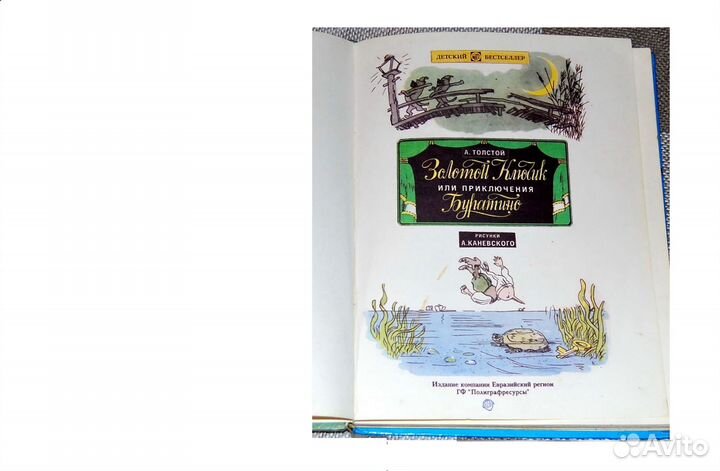 ДЕТСКИЙ БЕСТСЕЛЛЕР
А. ТОЛСТОЙ
Золотой Ключик
ИЛИ ПРИКЛЮЧЕНИЯ
Буратино
РИСУНКИ
А.КАНЕВСКОГО
Издание компании Евразийский регион
ГФ "Полиграфресурсы"
Avito